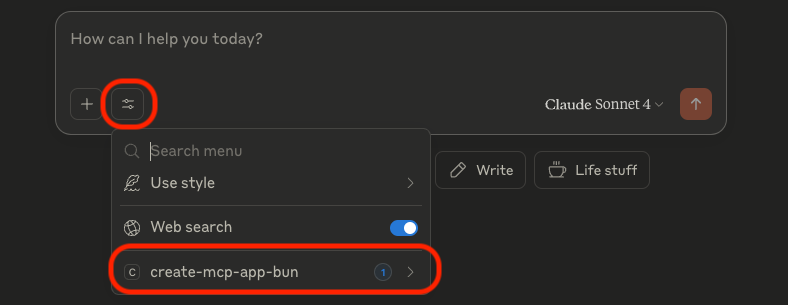 How can I help you today?
Claude Sonnet 4
Search menu
Use style
Write
Life stuff
Web search
C create-mcp-app-bun 1